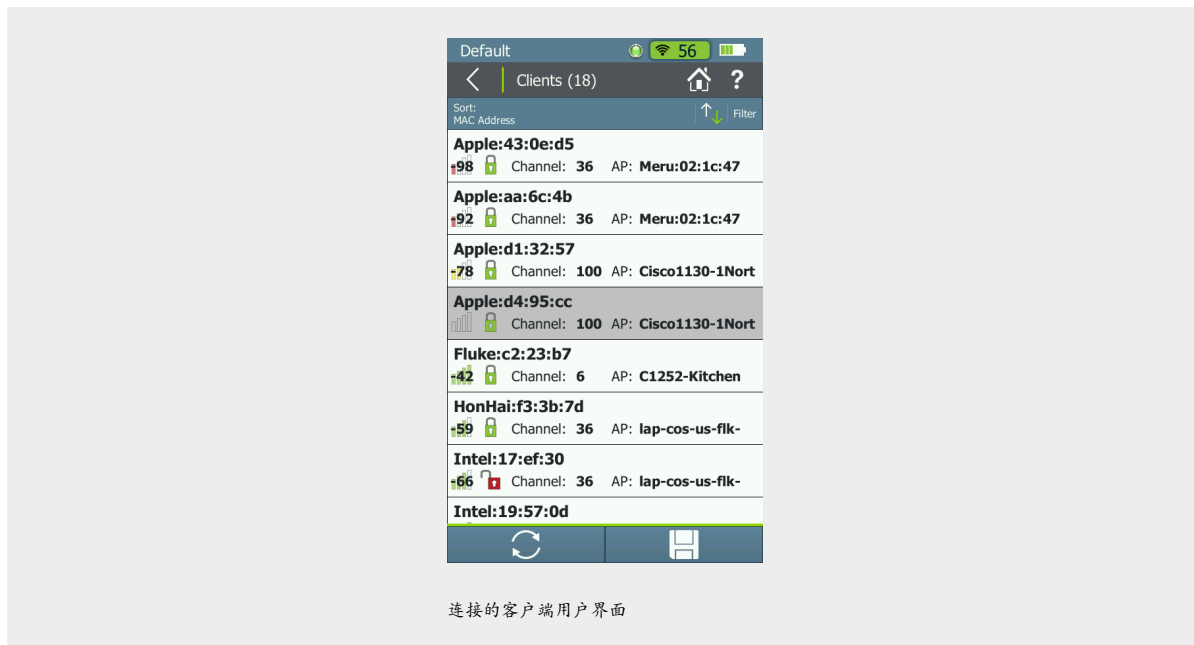 Default 56
Clients (18) ?
Sort:
MAC Address Filter
Apple:43:0e:d5
-98 Channel: 36 AP: Meru:02:1c:47
Apple:aa:6c:4b
-92 Channel: 36 AP: Meru:02:1c:47
Apple:d1:32:57
-78 Channel: 100 AP: Cisco1130-1Nort
Apple:d4:95:cc
Channel: 100 AP: Cisco1130-1Nort
Fluke:c2:23:b7
-42 Channel: 6 AP: C1252-Kitchen
HonHai:f3:3b:7d
-59 Channel: 36 AP: lap-cos-us-flk-
Intel:17:ef:30
-66 Channel: 36 AP: lap-cos-us-flk-
Intel:19:57:0d
连接的客户端用户界面